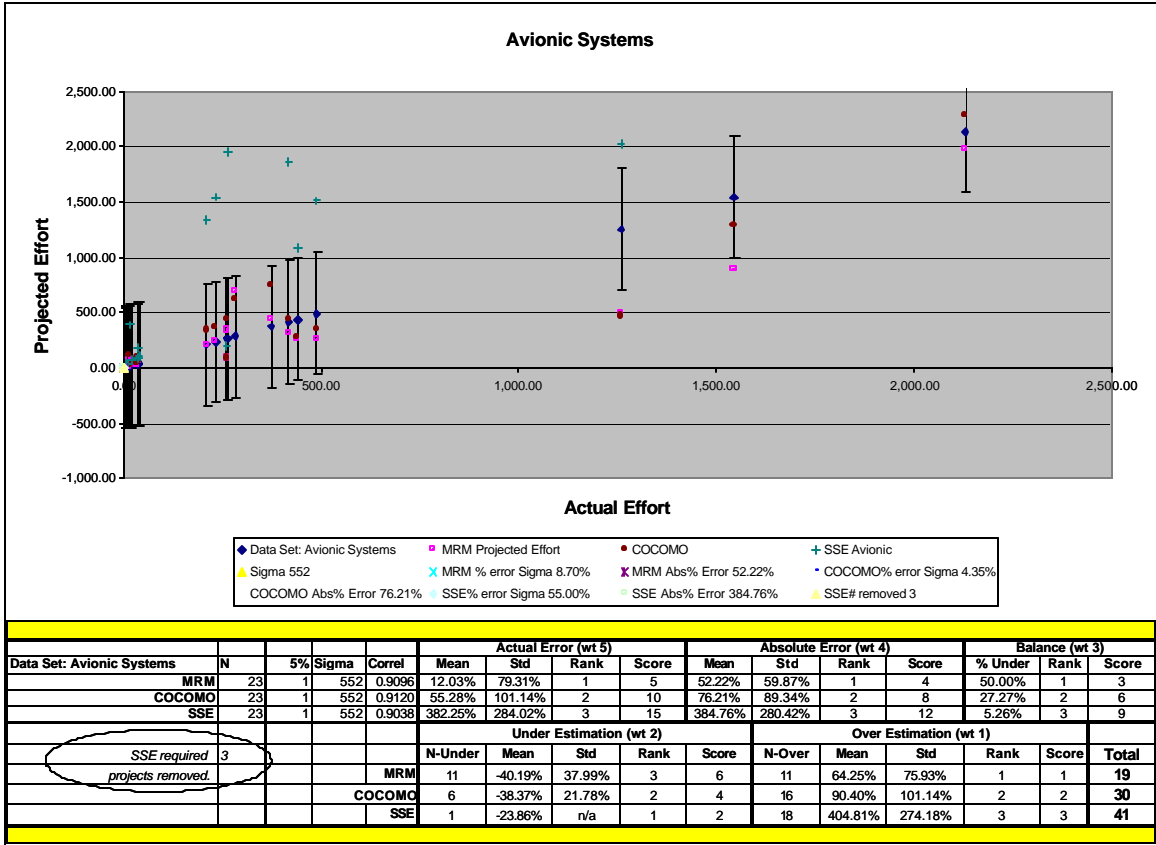 Avionic Systems
2,500.00
2,000.00
1,500.00
1,000.00
500.00
0.00
-500.00
-1,000.00
Projected Effort
0.00 500.00 1,000.00 1,500.00 2,000.00 2,500.00
Actual Effort
Data Set: Avionic Systems MRM Projected Effort COCOMO SSE Avionic
Sigma 552 MRM % error Sigma 8.70% MRM Abs% Error 52.22% COCOMO% error Sigma 4.35%
COCOMO Abs% Error 76.21% SSE% error Sigma 55.00% SSE Abs% Error 384.76% SSE# removed 3
Actual Error (wt 5) Absolute Error (wt 4) Balance (wt 3)
Data Set: Avionic Systems N 5% Sigma Correl Mean Std Rank Score Mean Std Rank Score % Under Rank Score
MRM 23 1 552 0.9096 12.03% 79.31% 1 5 52.22% 59.87% 1 4 50.00% 1 3
COCOMO 23 1 552 0.9120 55.28% 101.14% 2 10 76.21% 89.34% 2 8 27.27% 2 6
SSE 23 1 552 0.9038 382.25% 284.02% 3 15 384.76% 280.42% 3 12 5.26% 3 9
Under Estimation (wt 2) Over Estimation (wt 1)
SSE required 3 N-Under Mean Std Rank Score N-Over Mean Std Rank Score Total
projects removed. MRM 11 -40.19% 37.99% 3 6 11 64.25% 75.93% 1 1 19
COCOMO 6 -38.37% 21.78% 2 4 16 90.40% 101.14% 2 2 30
SSE 1 -23.86% n/a 1 2 18 404.81% 274.18% 3 3 41